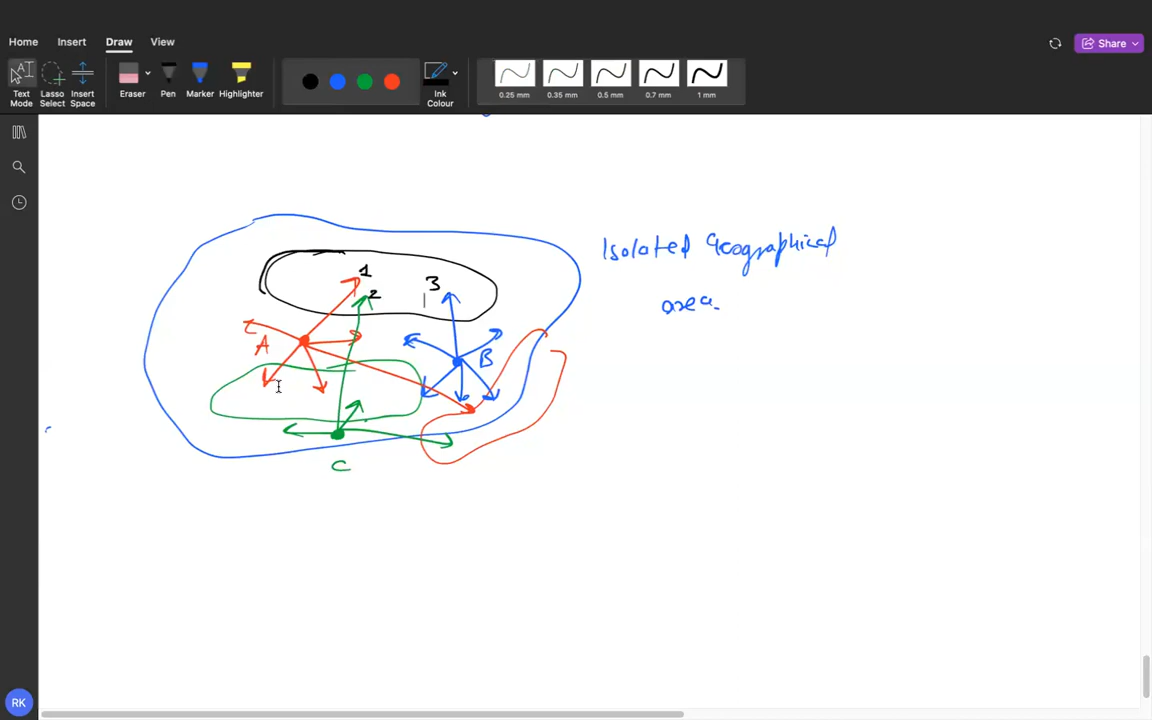 Home Insert Draw View
Share
Text Mode
Lasso Select
Insert Space
Eraser
Pen
Marker
Highlighter
Ink Colour
0.25 mm
0.35 mm
0.5 mm
0.7 mm
1 mm
1
2
3
A
B
C
Isolated Geographical
area.
RK